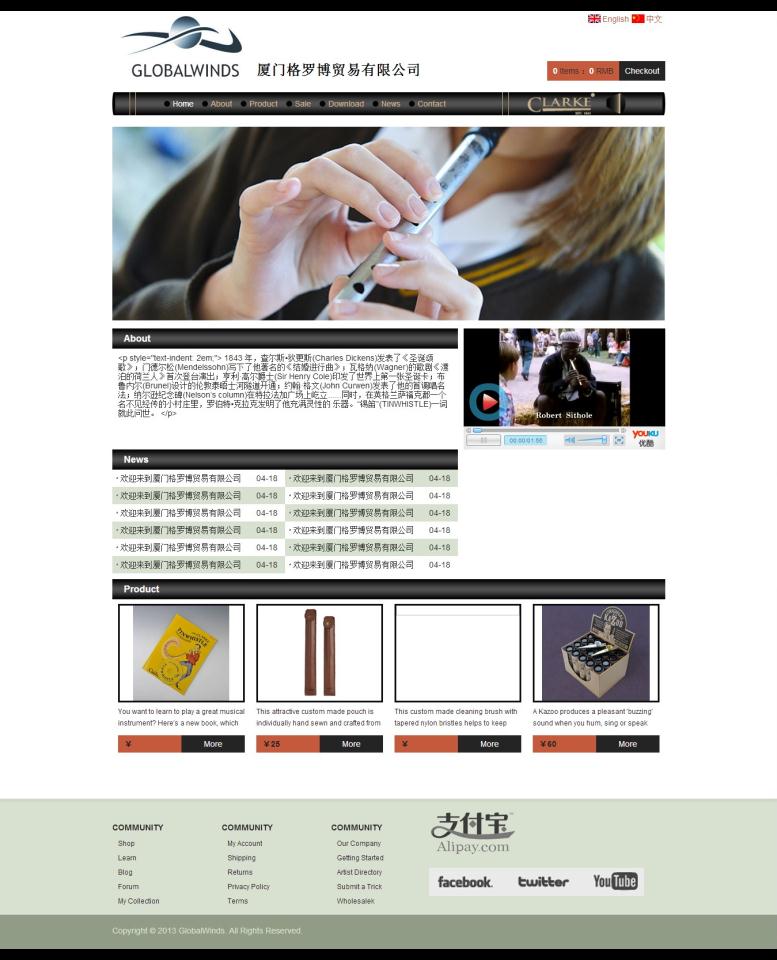 English 中文
GLOBALWINDS 厦门格罗博贸易有限公司
0 Items : 0 RMB Checkout
Home About Product Sale Download News Contact
CLARKE
About
<p style="text-indent: 2em;"> 1843 年，查尔斯•狄更斯(Charles Dickens)发表了《圣诞颂
歌》；门德尔松(Mendelssohn)写下了他著名的《结婚进行曲》；瓦格纳(Wagner)的歌剧《漂
泊的荷兰人》首次登台演出；亨利·高尔爵士(Sir Henry Cole)印发了世界上第一张圣诞卡；布
鲁内尔(Brunel)设计的伦敦泰晤士河隧道开通；约翰·格文(John Curwen)发表了他的首调唱名
法；纳尔逊纪念碑(Nelson's column)在特拉法加广场上屹立……同时，在英格兰萨福克郡一个
名不见经传的小村庄里，罗伯特•克拉克发明了他充满灵性的 乐器。“锡笛”(TINWHISTLE)一词
就此问世。 </p>
Robert Sithole
00:00/01:56
YOUKU
优酷
News
· 欢迎来到厦门格罗博贸易有限公司 04-18 · 欢迎来到厦门格罗博贸易有限公司 04-18
· 欢迎来到厦门格罗博贸易有限公司 04-18 · 欢迎来到厦门格罗博贸易有限公司 04-18
· 欢迎来到厦门格罗博贸易有限公司 04-18 · 欢迎来到厦门格罗博贸易有限公司 04-18
· 欢迎来到厦门格罗博贸易有限公司 04-18 · 欢迎来到厦门格罗博贸易有限公司 04-18
· 欢迎来到厦门格罗博贸易有限公司 04-18 · 欢迎来到厦门格罗博贸易有限公司 04-18
· 欢迎来到厦门格罗博贸易有限公司 04-18 · 欢迎来到厦门格罗博贸易有限公司 04-18
Product
TINWHISTLE
KAZOO
You want to learn to play a great musical
instrument? Here's a new book, which
¥ More
This attractive custom made pouch is
individually hand sewn and crafted from
¥ 25 More
This custom made cleaning brush with
tapered nylon bristles helps to keep
¥ More
A Kazoo produces a pleasant 'buzzing'
sound when you hum, sing or speak
¥ 60 More
COMMUNITY
Shop
Learn
Blog
Forum
My Collection
COMMUNITY
My Account
Shipping
Returns
Privacy Policy
Terms
COMMUNITY
Our Company
Getting Started
Artist Directory
Submit a Trick
Wholesalek
支付宝
Alipay.com
facebook. twitter YouTube
Copyright © 2013 GlobalWinds. All Rights Reserved.